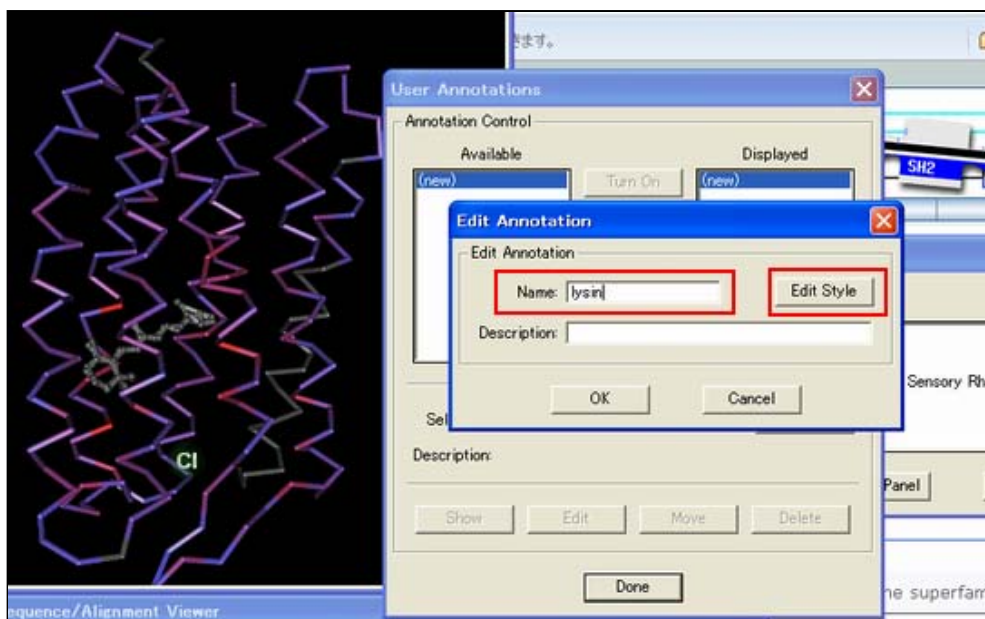 きます。
User Annotations
Annotation Control
Available
Displayed
(new)
Turn On
(new)
SH2
Edit Annotation
Edit Annotation
Name: lysin
Edit Style
Description:
OK
Cancel
Sensory Rh
Sel
Description:
Panel
Show
Edit
Move
Delete
Done
Cl
he superfam
equence/Alignment Viewer